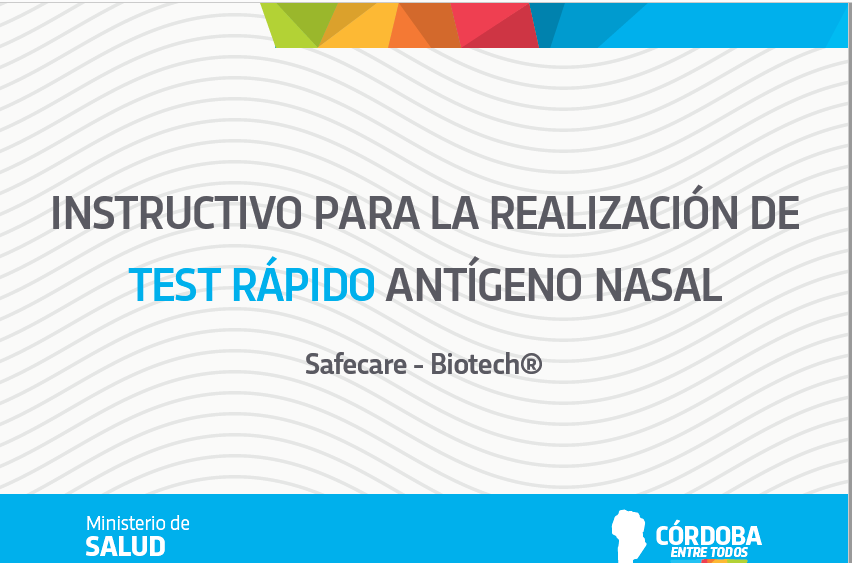 INSTRUCTIVO PARA LA REALIZACIÓN DE
TEST RÁPIDO ANTÍGENO NASAL
Safecare - Biotech®
Ministerio de
SALUD
CÓRDOBA
ENTRE TODOS